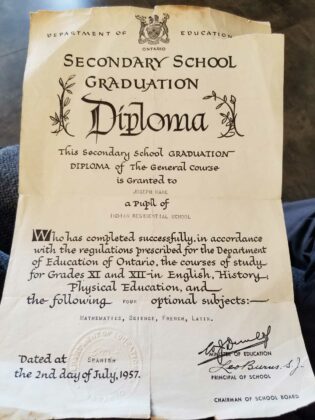 DEPARTMENT OF EDUCATION
ONTARIO
SECONDARY SCHOOL
GRADUATION
Diploma
This Secondary School GRADUATION
DIPLOMA of The General Course
is Granted to
JOSEPH HARE
a Pupil of
INDIAN RESIDENTIAL SCHOOL
Who has completed successfully, in accordance
with the regulations prescribed for the Department
of Education of Ontario, the courses of study
for Grades XI and XII in English, History,
Physical Education, and
the following FOUR optional subjects:—
MATHEMATICS, SCIENCE, FRENCH, LATIN.
MINISTER OF EDUCATION
Leo Burns S.J.
PRINCIPAL OF SCHOOL
CHAIRMAN OF SCHOOL BOARD
Dated at SPANISH
the 2nd day of July, 1957.